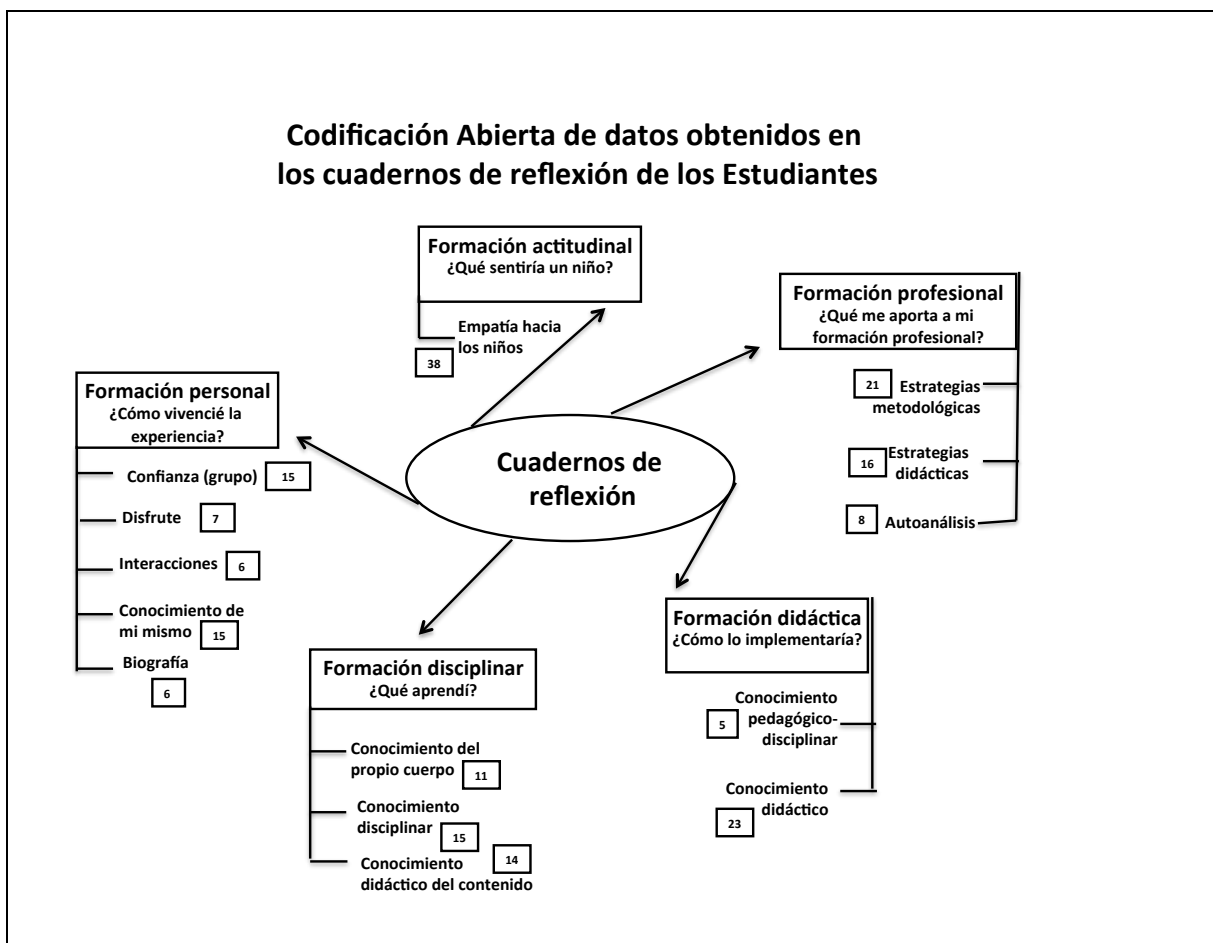 Codificación Abierta de datos obtenidos en
los cuadernos de reflexión de los Estudiantes
Formación actitudinal
¿Qué sentiría un niño?
Empatía hacia
los niños
38
Formación profesional
¿Qué me aporta a mi
formación profesional?
21
Estrategias
metodológicas
16
Estrategias
didácticas
8
Autoanálisis
Formación personal
¿Cómo vivencié la
experiencia?
Confianza (grupo)
15
Disfrute
7
Interacciones
6
Conocimiento de
mi mismo
15
Biografía
6
Cuadernos de
reflexión
Formación disciplinar
¿Qué aprendí?
Conocimiento del
propio cuerpo
11
Conocimiento
disciplinar
15
Conocimiento
didáctico del contenido
14
Formación didáctica
¿Cómo lo implementaría?
Conocimiento
pedagógico-
disciplinar
5
Conocimiento
didáctico
23